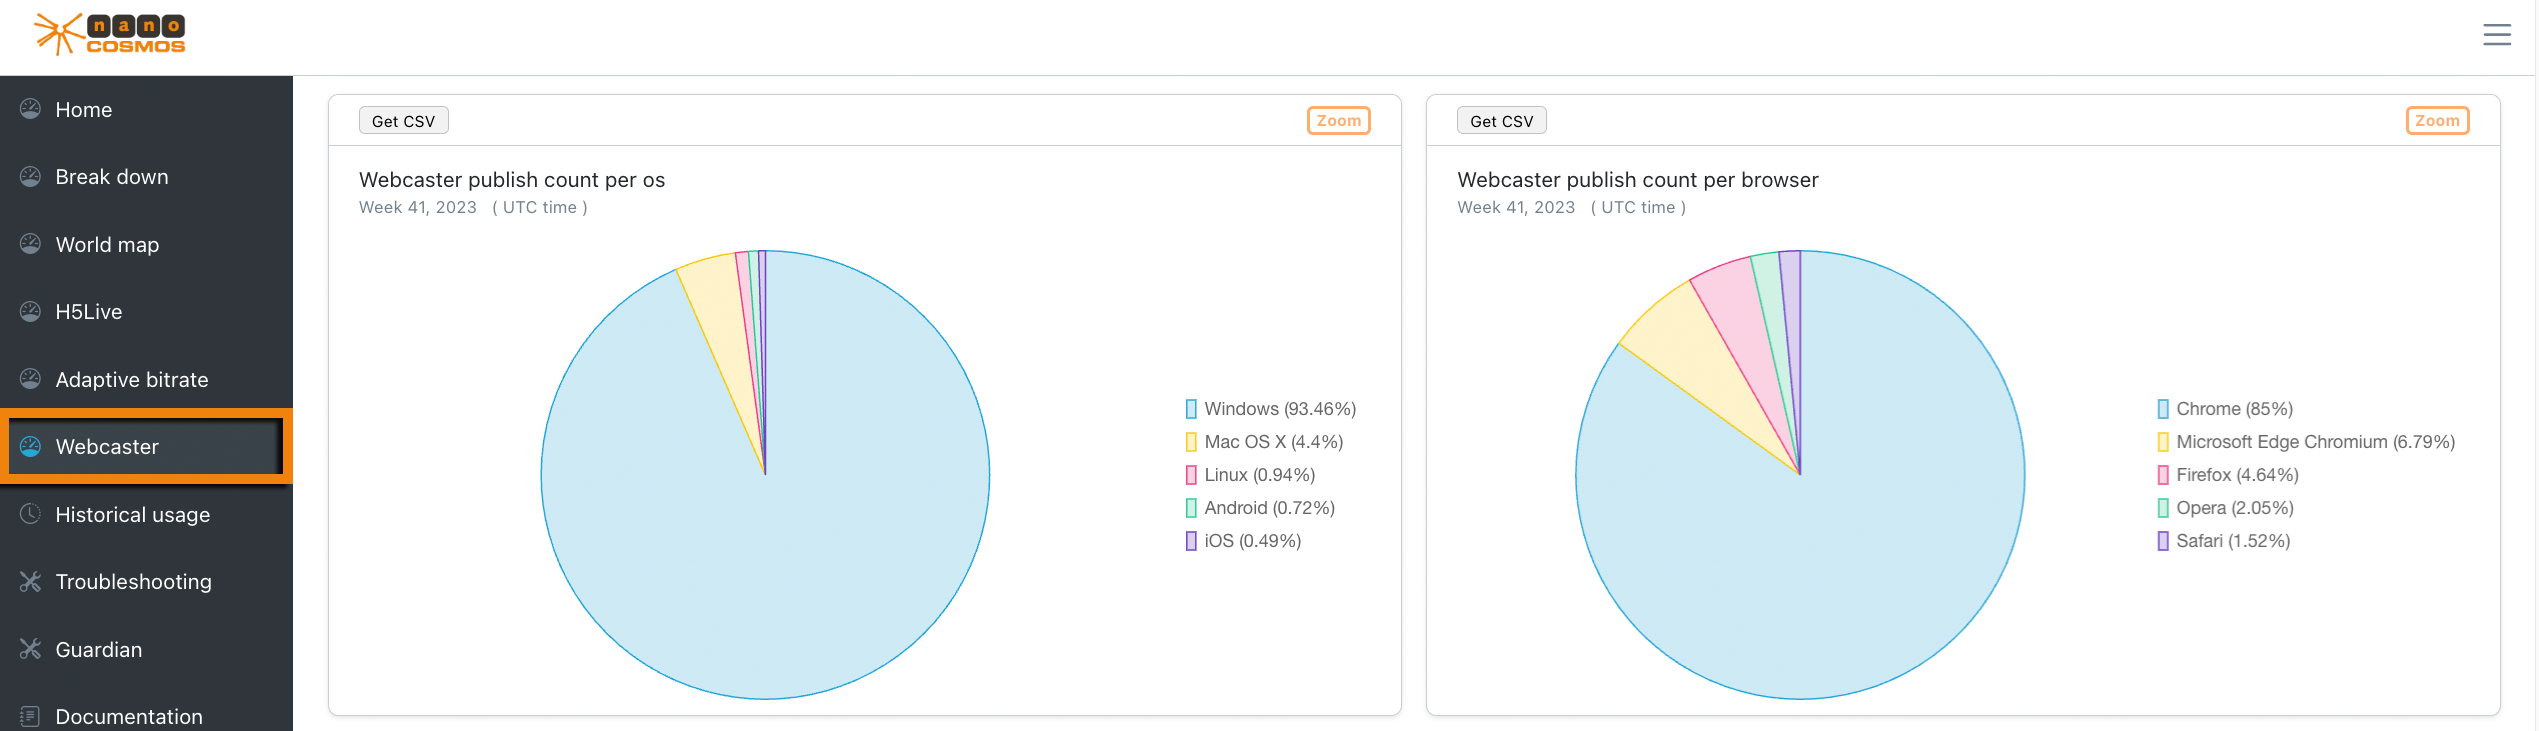 nano
COSMOS
Home
Break down
World map
H5Live
Adaptive bitrate
Webcaster
Historical usage
Troubleshooting
Guardian
Documentation
Get CSV
Zoom
Webcaster publish count per os
Week 41, 2023 ( UTC time )
Windows (93.46%)
Mac OS X (4.4%)
Linux (0.94%)
Android (0.72%)
iOS (0.49%)
Get CSV
Zoom
Webcaster publish count per browser
Week 41, 2023 ( UTC time )
Chrome (85%)
Microsoft Edge Chromium (6.79%)
Firefox (4.64%)
Opera (2.05%)
Safari (1.52%)